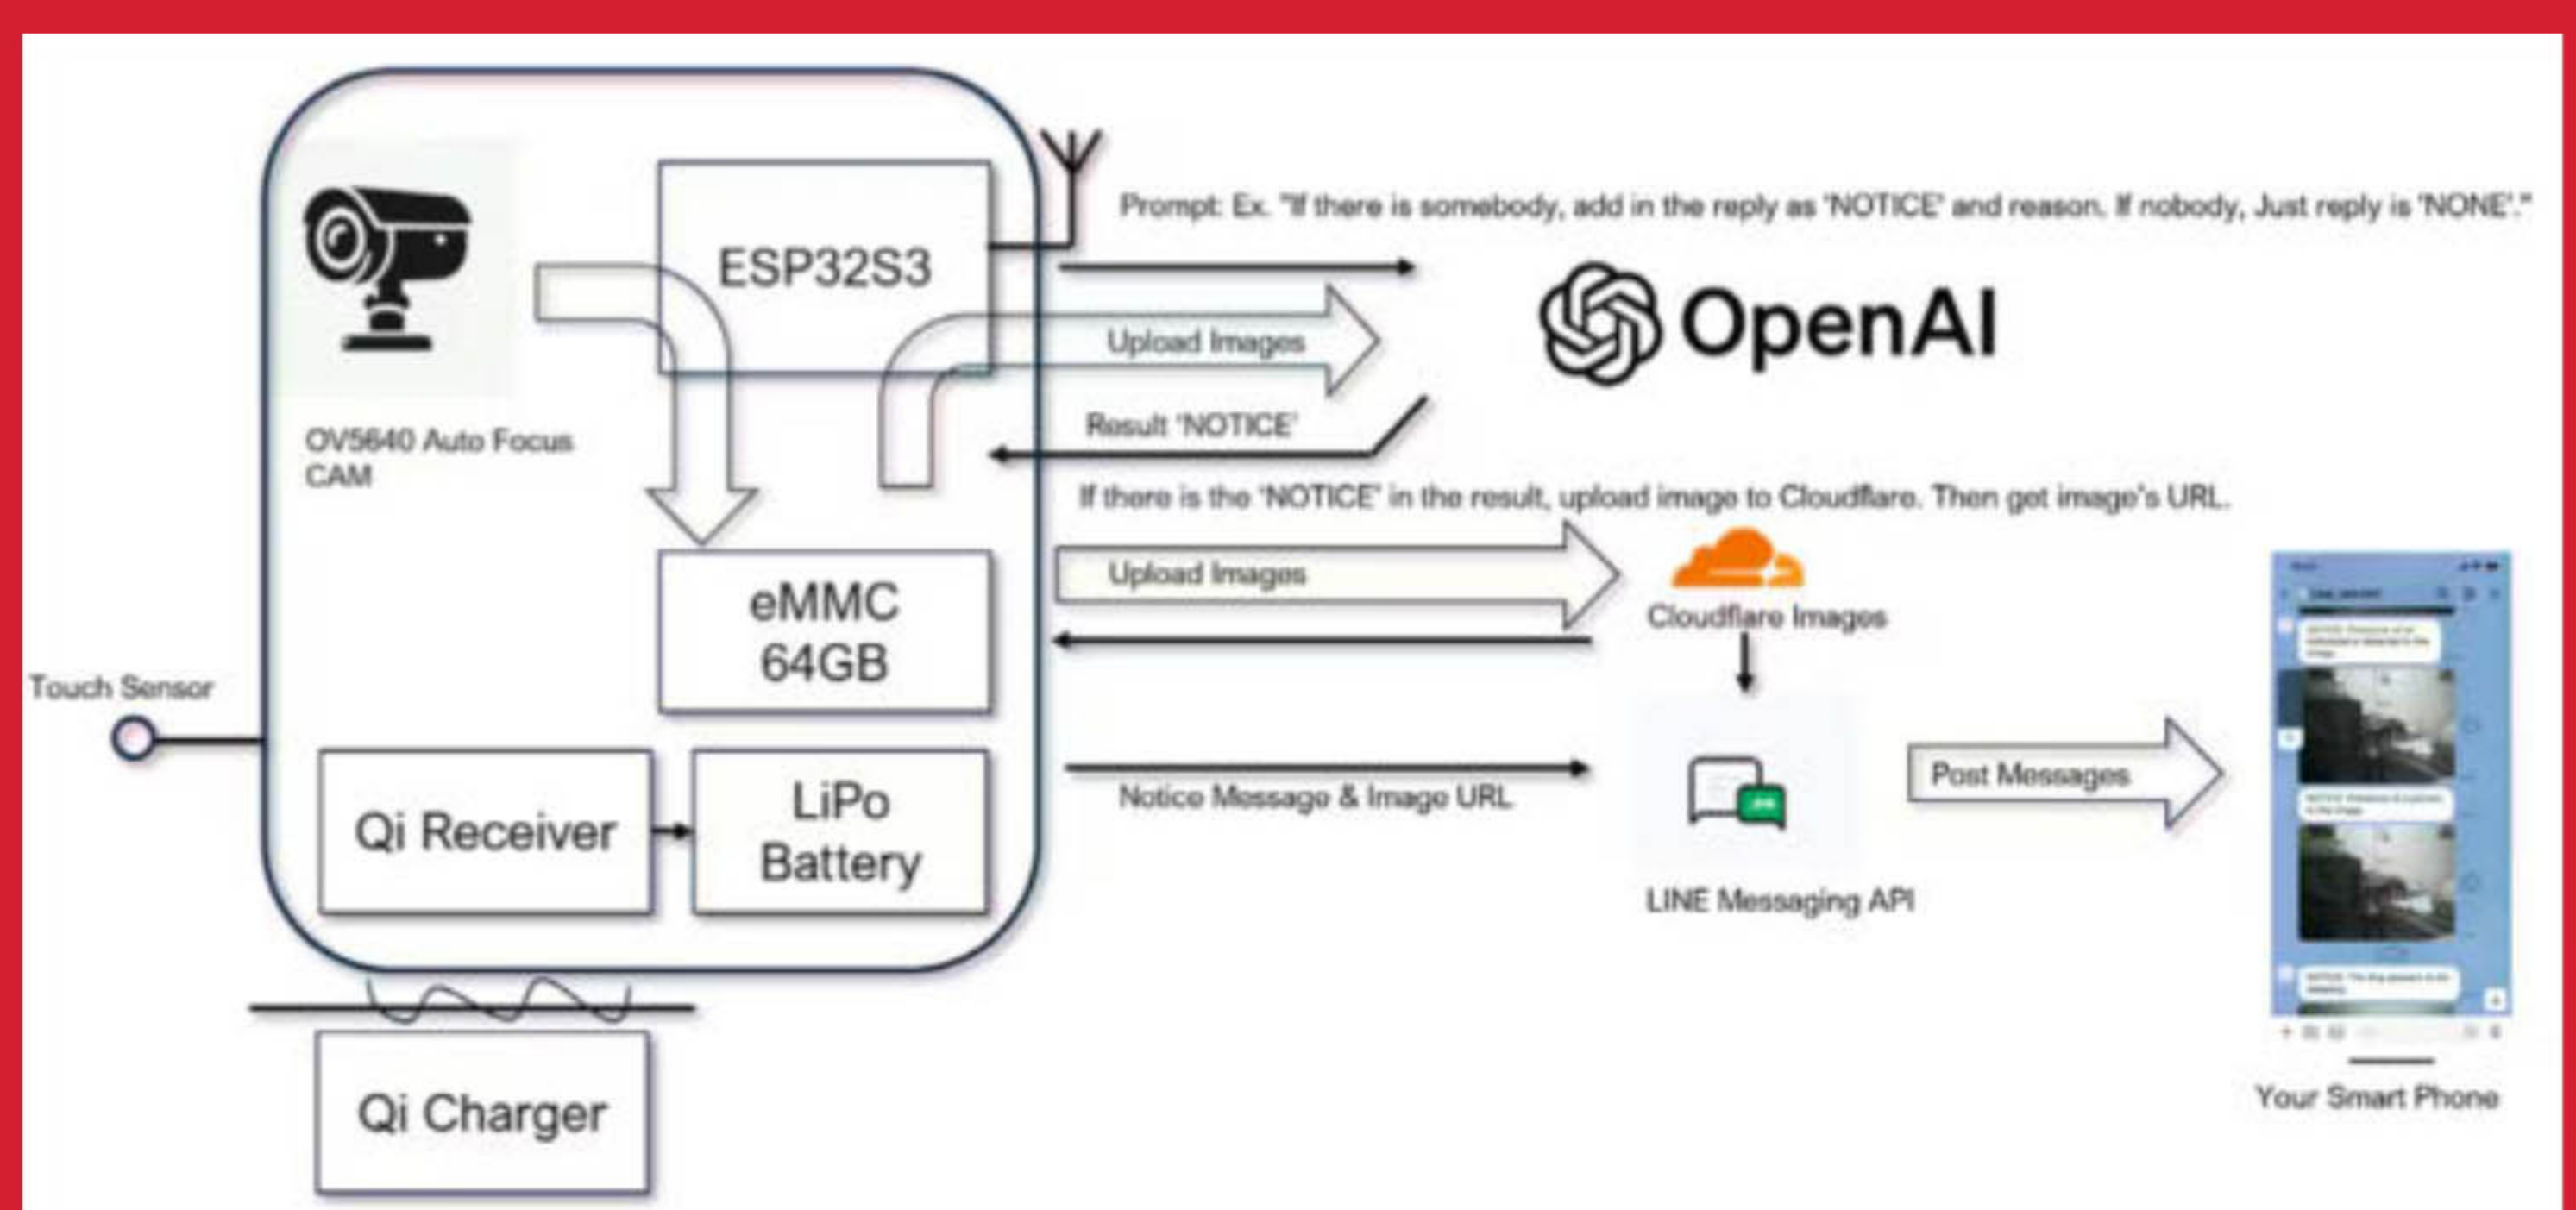 ESP32S3
Prompt: Ex. "If there is somebody, add in the reply as 'NOTICE' and reason. If nobody, Just reply is 'NONE'."
OpenAI
Upload Images
OV5640 Auto Focus
CAM
Result 'NOTICE'
If there is the 'NOTICE' in the result, upload image to Cloudflare. Then get image's URL.
eMMC
64GB
Upload Images
Cloudflare Images
Touch Sensor
Qi Receiver
LiPo
Battery
Notice Message & Image URL
Post Messages
LINE Messaging API
Qi Charger
Your Smart Phone